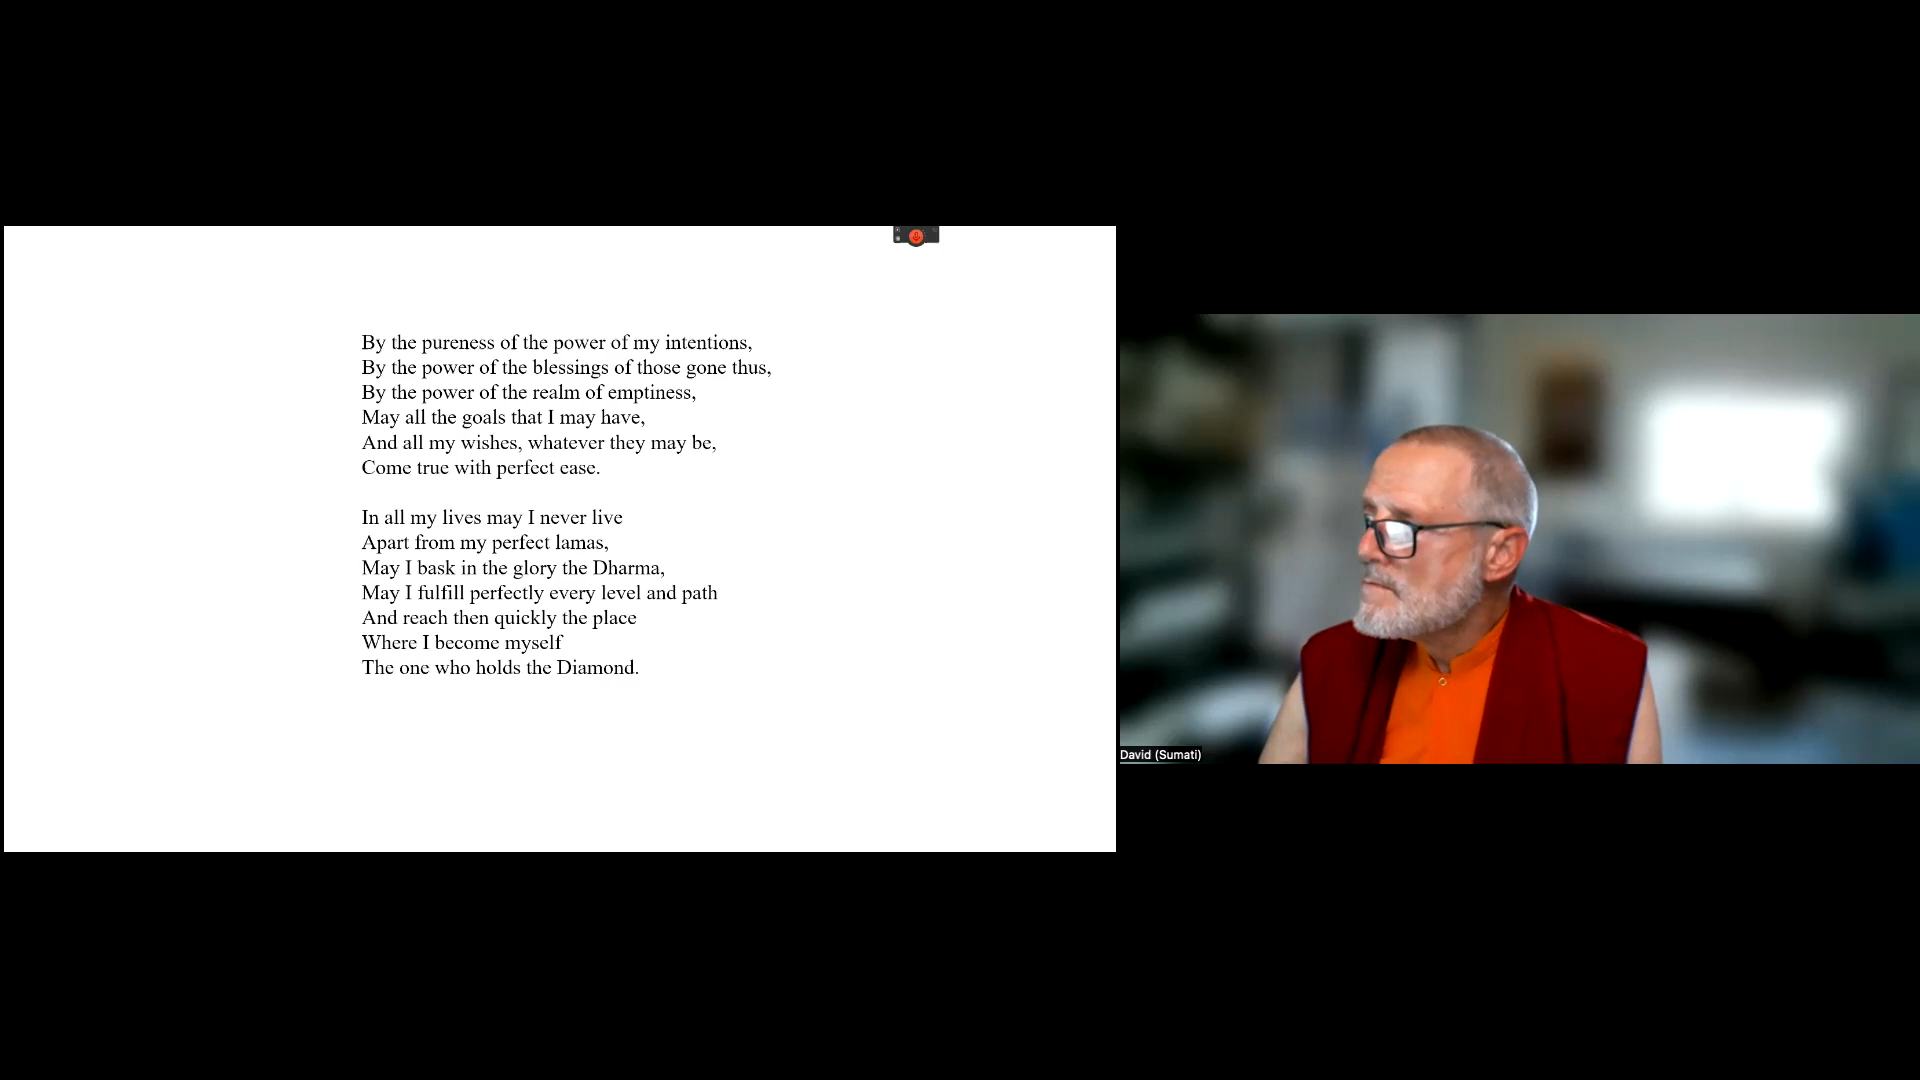 By the pureness of the power of my intentions,
By the power of the blessings of those gone thus,
By the power of the realm of emptiness,
May all the goals that I may have,
And all my wishes, whatever they may be,
Come true with perfect ease.
In all my lives may I never live
Apart from my perfect lamas,
May I bask in the glory the Dharma,
May I fulfill perfectly every level and path
And reach then quickly the place
Where I become myself
The one who holds the Diamond.
David (Sumati)